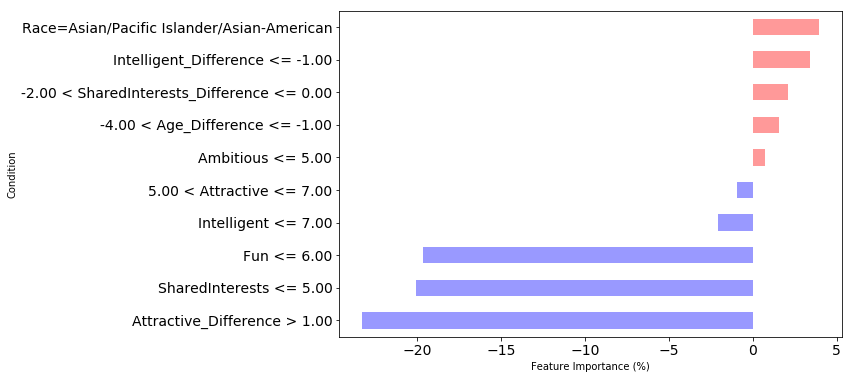 Race=Asian/Pacific Islander/Asian-American
Intelligent_Difference <= -1.00
-2.00 < SharedInterests_Difference <= 0.00
-4.00 < Age_Difference <= -1.00
Ambitious <= 5.00
5.00 < Attractive <= 7.00
Intelligent <= 7.00
Fun <= 6.00
SharedInterests <= 5.00
Attractive_Difference > 1.00
Condition
−20 −15 −10 −5 0 5
Feature Importance (%)